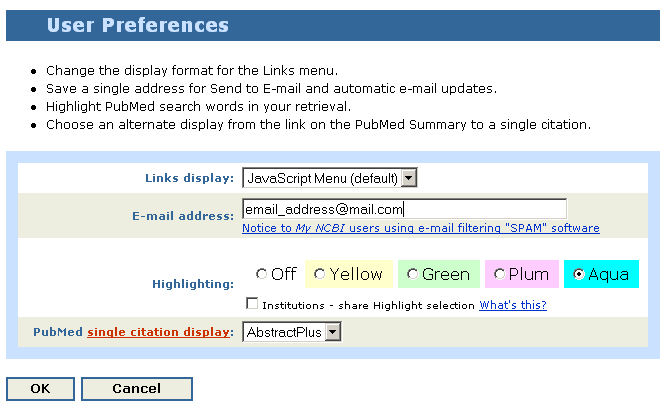 User Preferences
Change the display format for the Links menu.
Save a single address for Send to E-mail and automatic e-mail updates.
Highlight PubMed search words in your retrieval.
Choose an alternate display from the link on the PubMed Summary to a single citation.
Links display: JavaScript Menu (default)
E-mail address: email_address@mail.com
Notice to My NCBI users using e-mail filtering "SPAM" software
Highlighting: Off Yellow Green Plum Aqua
Institutions - share Highlight selection What's this?
PubMed single citation display: AbstractPlus
OK Cancel